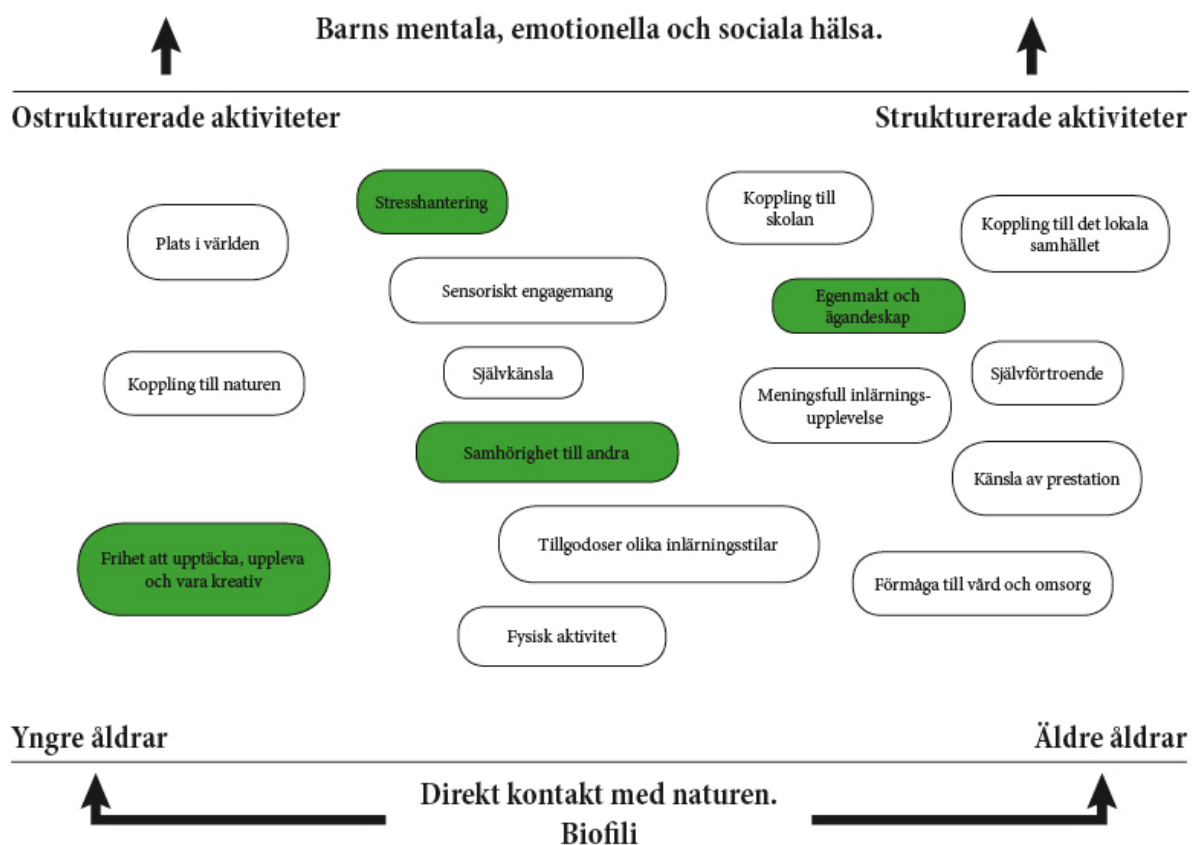 Barns mentala, emotionella och sociala hälsa.
Ostrukturerade aktiviteter
Strukturerade aktiviteter
Stresshantering
Koppling till
skolan
Plats i världen
Koppling till det lokala
samhället
Sensoriskt engagemang
Egenmakt och
ägandeskap
Koppling till naturen
Självkänsla
Självförtroende
Meningsfull inlärnings-
upplevelse
Samhörighet till andra
Känsla av prestation
Frihet att upptäcka, uppleva
och vara kreativ
Tillgodoser olika inlärningsstilar
Förmåga till vård och omsorg
Fysisk aktivitet
Yngre åldrar
Äldre åldrar
Direkt kontakt med naturen.
Biofili